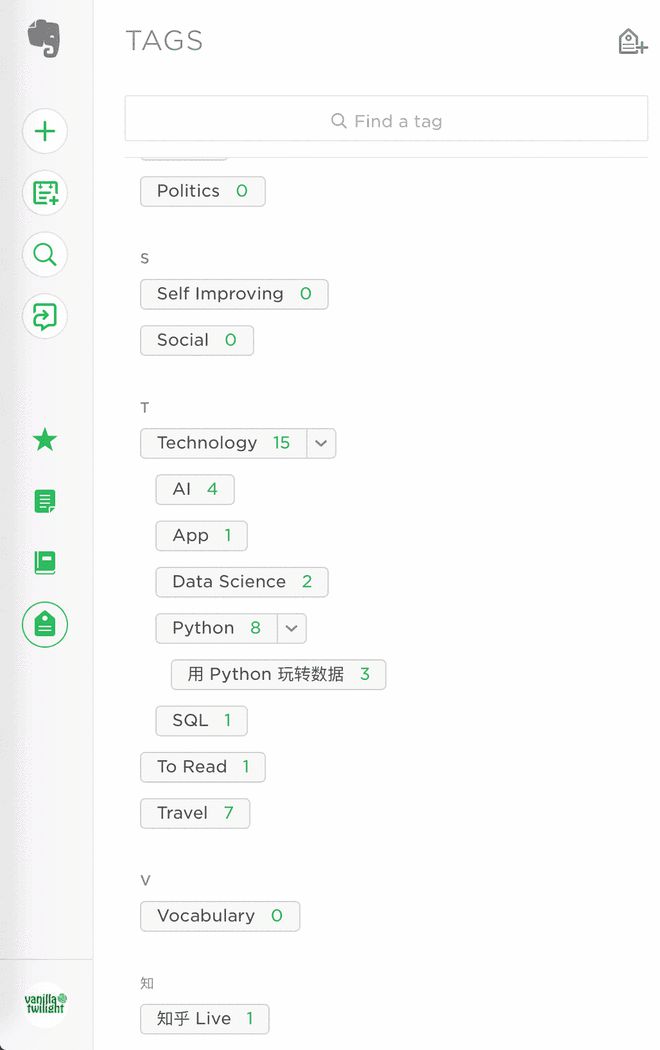 TAGS
Find a tag
Politics 0
S
Self Improving 0
Social 0
T
Technology 15
AI 4
App 1
Data Science 2
Python 8
用 Python 玩转数据 3
SQL 1
To Read 1
Travel 7
V
Vocabulary 0
知
知乎 Live 1
vanilla
twilight